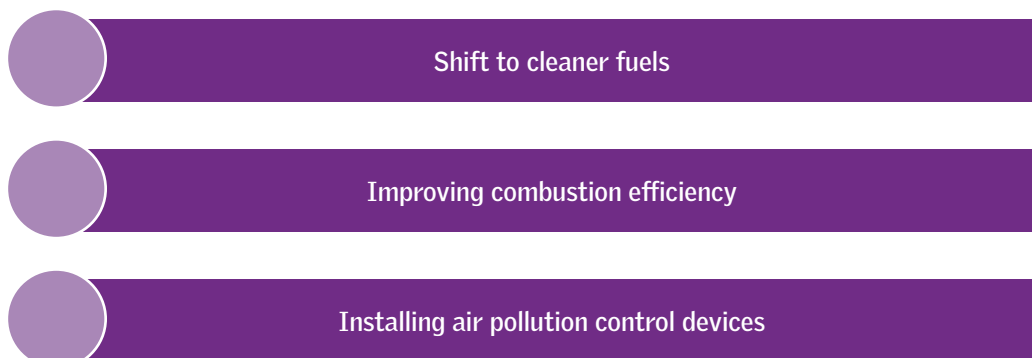 Shift to cleaner fuels
Improving combustion efficiency
Installing air pollution control devices